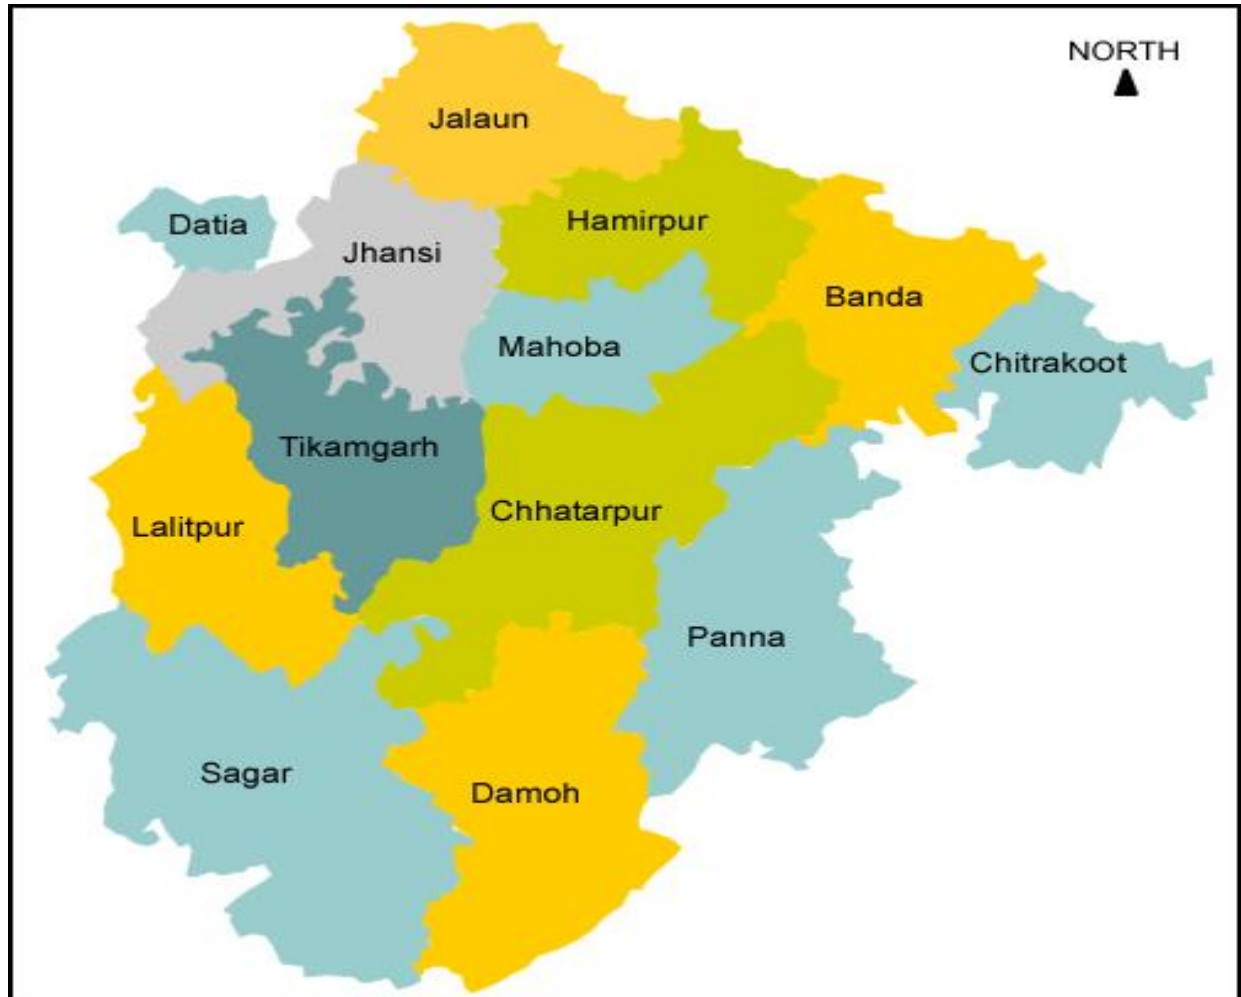 NORTH
Jalaun
Hamirpur
Datia
Jhansi
Banda
Mahoba
Chitrakoot
Tikamgarh
Chhatarpur
Lalitpur
Panna
Sagar
Damoh